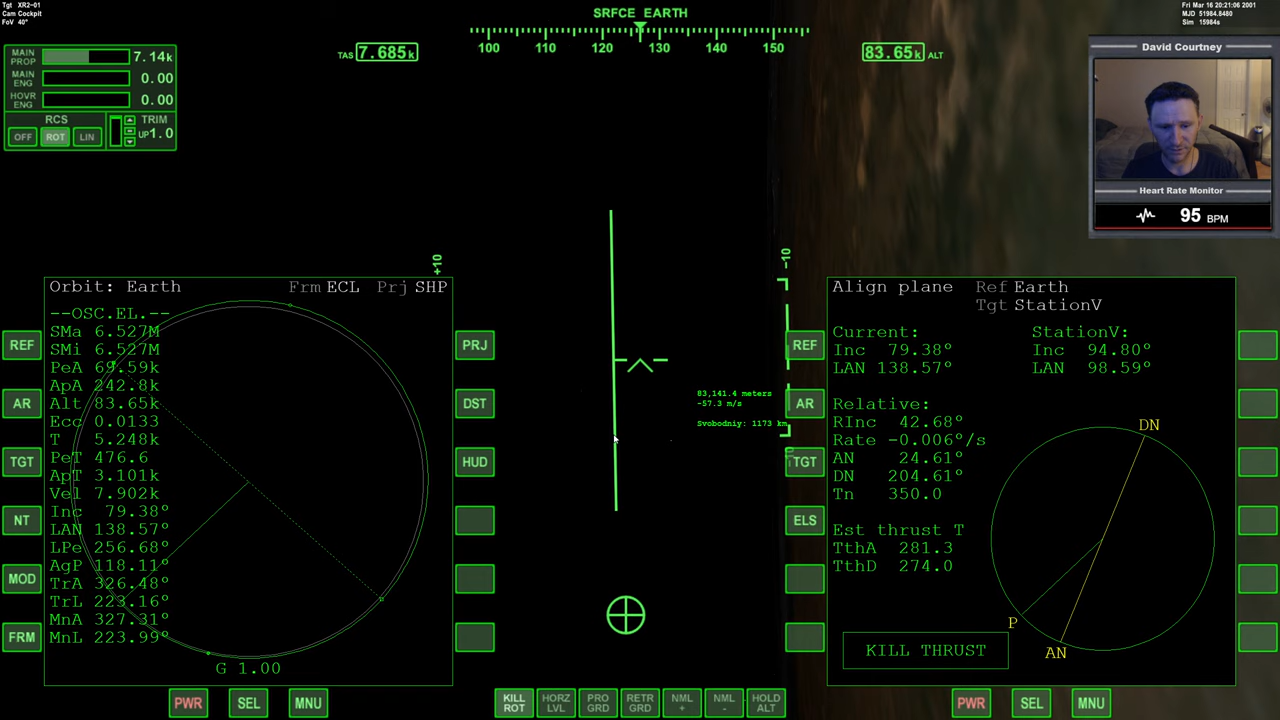 Tgt XR2-01
Cam Cockpit
FoV 40°
SRFCE EARTH
100 110 120 130 140 150
TAS 7.685k
83.65k ALT
Fri Mar 16 20:21:06 2001
MJD 51984.8480
Sim 15984s
MAIN PROP 7.14k
MAIN ENG 0.00
HOVR ENG 0.00
RCS
TRIM
OFF ROT LIN
UP 1.0
David Courtney
Heart Rate Monitor
95 BPM
+10
-10
Orbit: Earth Frm ECL Prj SHP
--OSC.EL.--
SMa 6.527M
SMi 6.527M
PeA 69.59k
ApA 242.8k
Alt 83.65k
Ecc 0.0133
T 5.248k
PeT 476.6
ApT 3.101k
Vel 7.902k
Inc 79.38°
LAN 138.57°
LPe 256.68°
AgP 118.11°
TrA 326.48°
TrL 223.16°
MnA 327.31°
MnL 223.99°
G 1.00
REF
AR
TGT
NT
MOD
FRM
PRJ
DST
HUD
PWR SEL MNU
83,141.4 meters
-57.3 m/s
Svobodniy: 1173 km
KILL ROT
HORZ LVL
PRO GRD
RETR GRD
NML +
NML -
HOLD ALT
REF
AR
TGT
ELS
Align plane Ref Earth
Tgt StationV
Current: StationV:
Inc 79.38° Inc 94.80°
LAN 138.57° LAN 98.59°
Relative:
RInc 42.68°
Rate -0.006°/s
AN 24.61°
DN 204.61°
Tn 350.0
Est thrust T
TthA 281.3
TthD 274.0
DN
P
AN
KILL THRUST
PWR SEL MNU